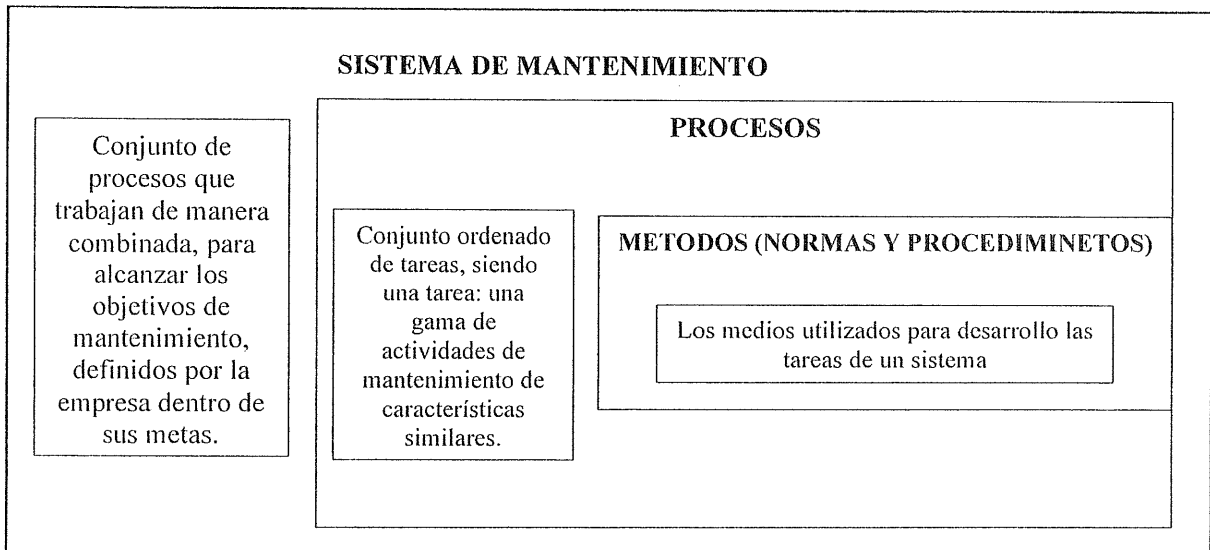 SISTEMA DE MANTENIMIENTO
Conjunto de
procesos que
trabajan de manera
combinada, para
alcanzar los
objetivos de
mantenimiento,
definidos por la
empresa dentro de
sus metas.
PROCESOS
Conjunto ordenado
de tareas, siendo
una tarea: una
gama de
actividades de
mantenimiento de
características
similares.
METODOS (NORMAS Y PROCEDIMINETOS)
Los medios utilizados para desarrollo las
tareas de un sistema